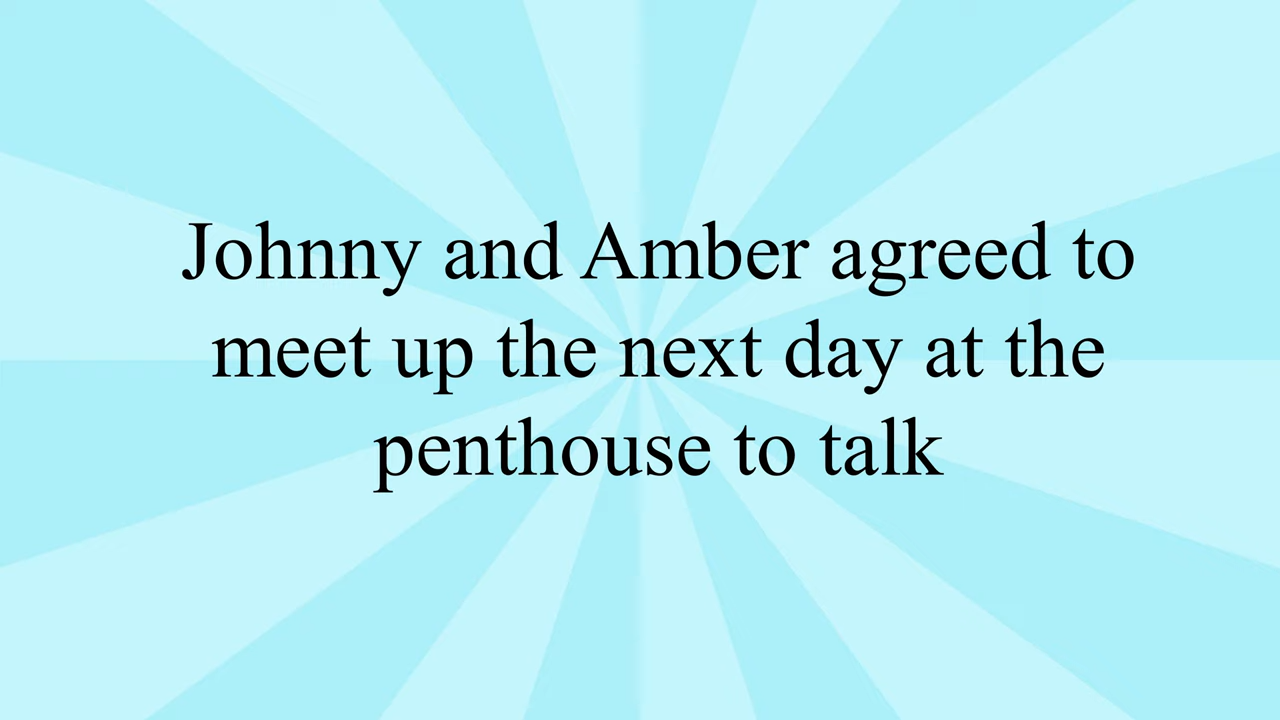 Johnny and Amber agreed to
meet up the next day at the
penthouse to talk